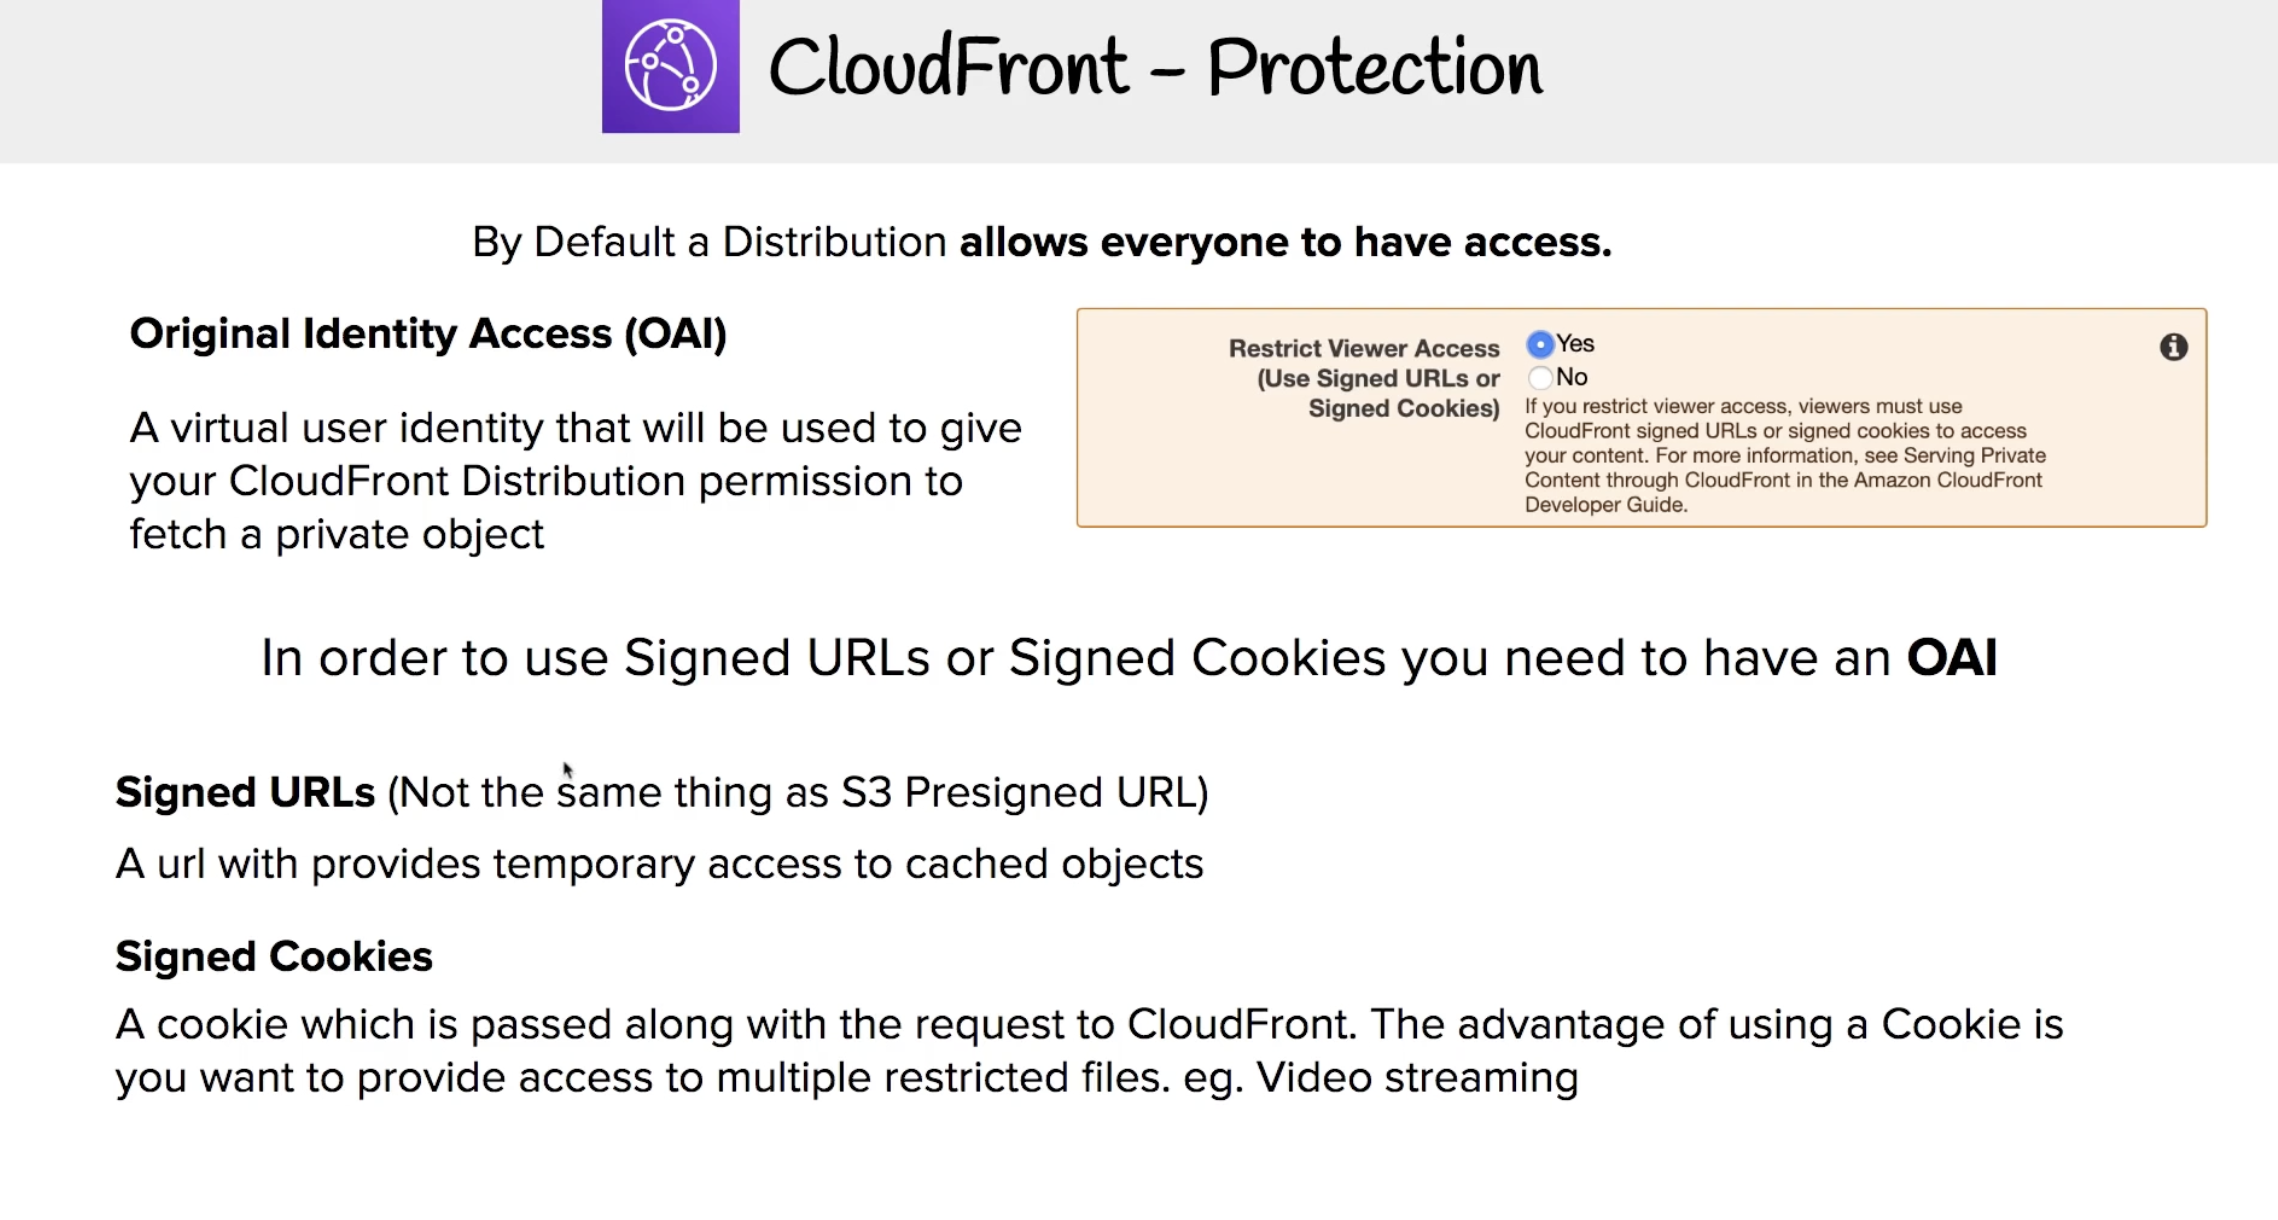 CloudFront - Protection
By Default a Distribution allows everyone to have access.
Original Identity Access (OAI)
A virtual user identity that will be used to give
your CloudFront Distribution permission to
fetch a private object
Restrict Viewer Access
(Use Signed URLs or
Signed Cookies)
Yes
No
If you restrict viewer access, viewers must use
CloudFront signed URLs or signed cookies to access
your content. For more information, see Serving Private
Content through CloudFront in the Amazon CloudFront
Developer Guide.
In order to use Signed URLs or Signed Cookies you need to have an OAI
Signed URLs (Not the same thing as S3 Presigned URL)
A url with provides temporary access to cached objects
Signed Cookies
A cookie which is passed along with the request to CloudFront. The advantage of using a Cookie is
you want to provide access to multiple restricted files. eg. Video streaming